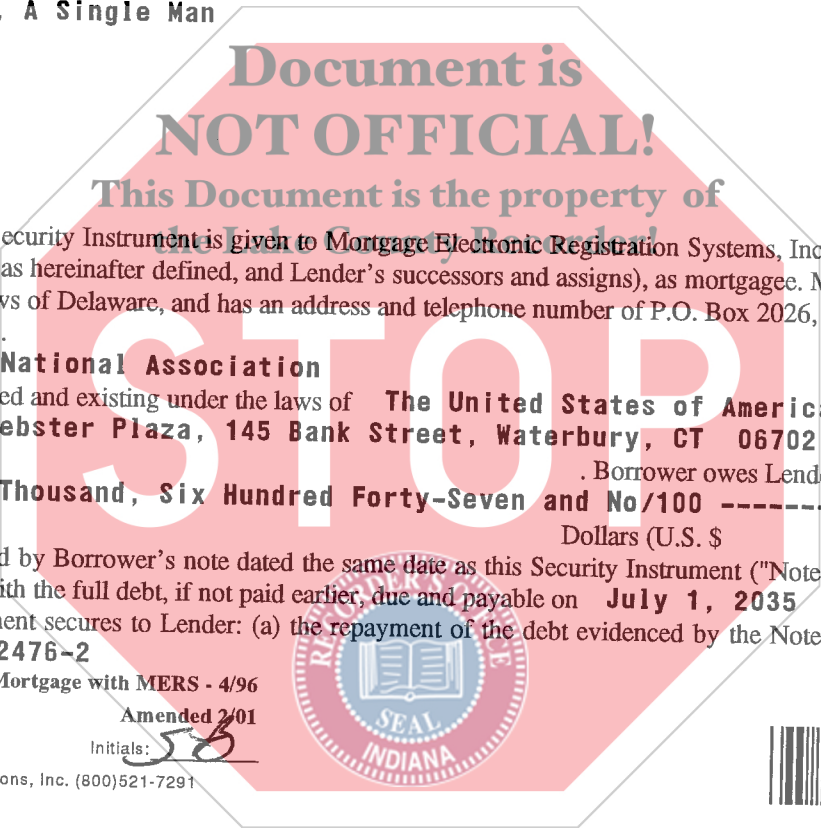 , A Single Man
Document is
NOT OFFICIAL!
This Document is the property of
the Lake County Recorder!
ecurity Instrument is given to Mortgage Electronic Registration Systems, Inc
as hereinafter defined, and Lender's successors and assigns), as mortgagee. M
ws of Delaware, and has an address and telephone number of P.O. Box 2026,
.
National Association
ed and existing under the laws of The United States of America
ebster Plaza, 145 Bank Street, Waterbury, CT 06702
. Borrower owes Lend
Thousand, Six Hundred Forty-Seven and No/100 -------
Dollars (U.S. $
d by Borrower's note dated the same date as this Security Instrument ("Note
ith the full debt, if not paid earlier, due and payable on July 1, 2035
ent secures to Lender: (a) the repayment of the debt evidenced by the Note
2476-2
Mortgage with MERS - 4/96
Amended 2/01
Initials:
ons, Inc. (800)521-7291
STOP
RECORDER'S OFFICE
SEAL
INDIANA